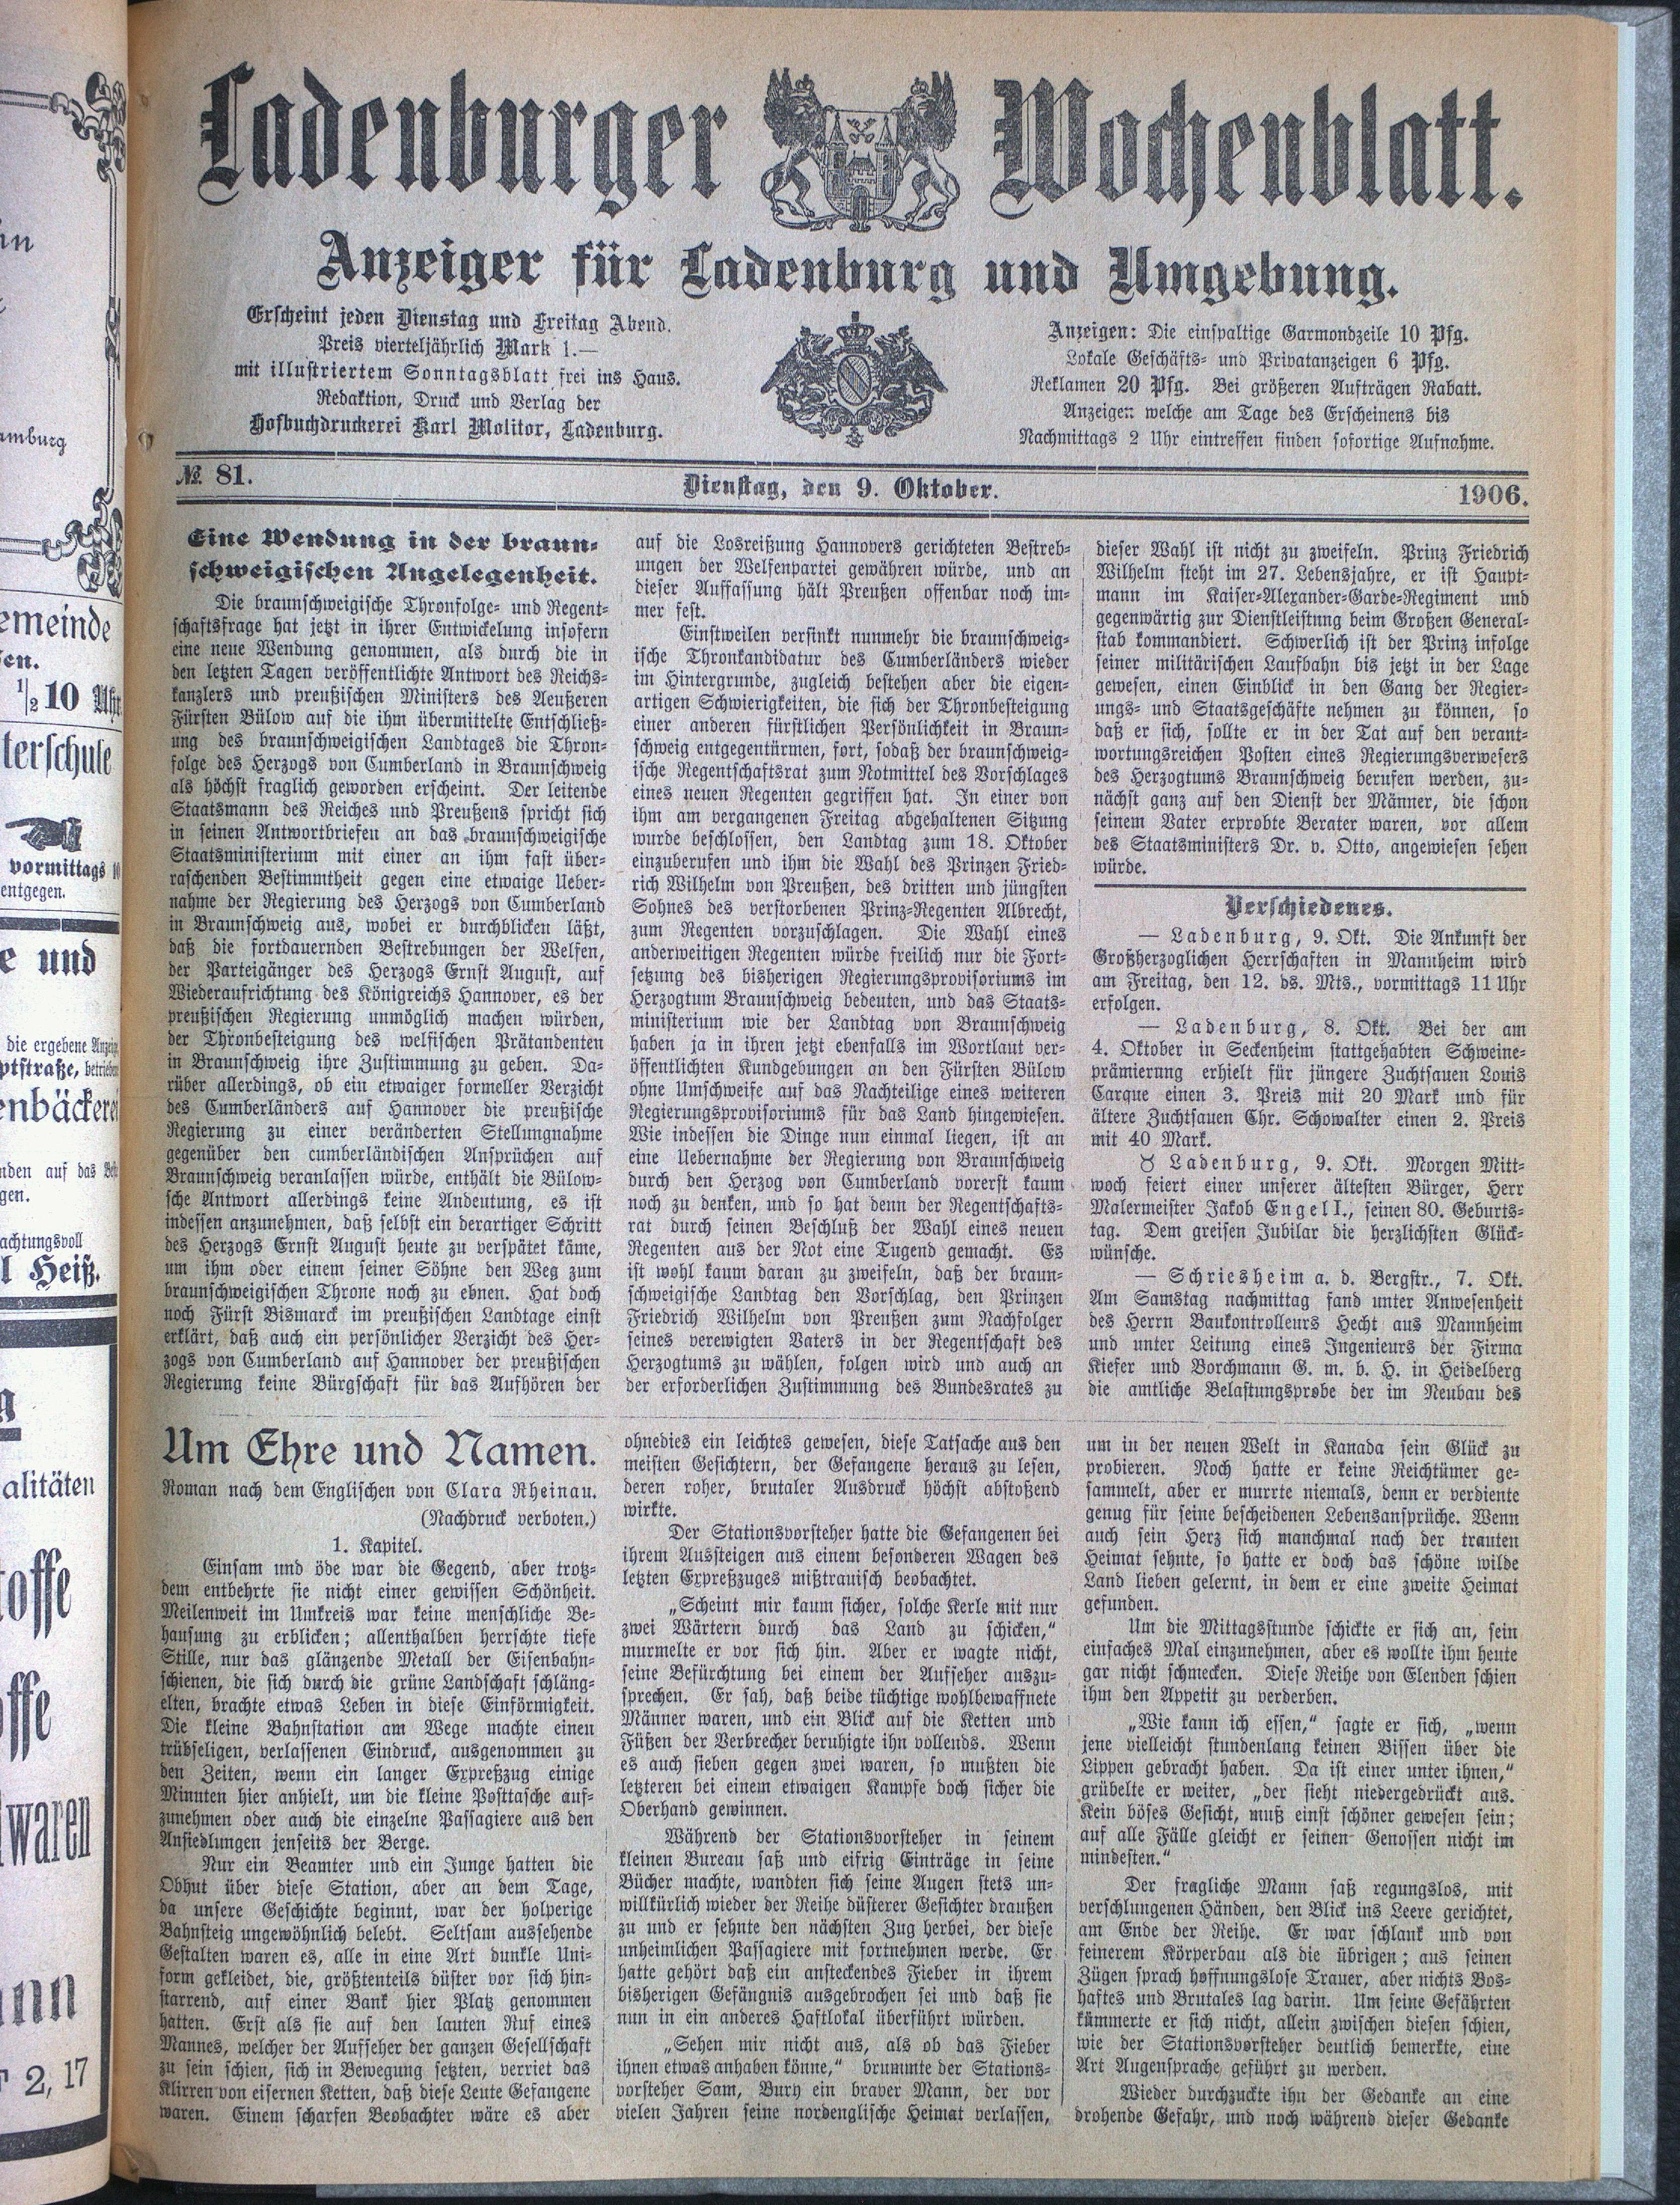 Ladenburger Wochenblatt.
Anzeiger für Ladenburg und Umgebung.
Erscheint jeden Dienstag und Freitag Abend.
Preis vierteljährlich Mark 1.—
mit illustriertem Sonntagsblatt frei ins Haus.
Redaktion, Druck und Verlag der
Hofbuchdruckerei Karl Molitor, Ladenburg.
Anzeigen: Die einspaltige Garmondzeile 10 Pfg.
Lokale Geschäfts- und Privatanzeigen 6 Pfg.
Reklamen 20 Pfg. Bei größeren Aufträgen Rabatt.
Anzeigen welche am Tage des Erscheinens bis
Nachmittags 2 Uhr eintreffen finden sofortige Aufnahme.
№ 81.
Dienstag, den 9. Oktober.
1906.
Eine Wendung in der braun-
schweigischen Angelegenheit.
Die braunschweigische Thronfolge- und Regent-
schaftsfrage hat jetzt in ihrer Entwickelung insofern
eine neue Wendung genommen, als durch die in
den letzten Tagen veröffentlichte Antwort des Reichs-
kanzlers und preußischen Ministers des Aeußeren
Fürsten Bülow auf die ihm übermittelte Entschließ-
ung des braunschweigischen Landtages die Thron-
folge des Herzogs von Cumberland in Braunschweig
als höchst fraglich geworden erscheint. Der leitende
Staatsmann des Reiches und Preußens spricht sich
in seinen Antwortbriefen an das braunschweigische
Staatsministerium mit einer an ihm fast über-
raschenden Bestimmtheit gegen eine etwaige Ueber-
nahme der Regierung des Herzogs von Cumberland
in Braunschweig aus, wobei er durchblicken läßt,
daß die fortdauernden Bestrebungen der Welfen,
der Parteigänger des Herzogs Ernst August, auf
Wiederaufrichtung des Königreichs Hannover, es der
preußischen Regierung unmöglich machen würden,
der Thronbesteigung des welfischen Prätandenten
in Braunschweig ihre Zustimmung zu geben. Da-
rüber allerdings, ob ein etwaiger formeller Verzicht
des Cumberländers auf Hannover die preußische
Regierung zu einer veränderten Stellungnahme
gegenüber den cumberländischen Ansprüchen auf
Braunschweig veranlassen würde, enthält die Bülow-
sche Antwort allerdings keine Andeutung, es ist
indessen anzunehmen, daß selbst ein derartiger Schritt
des Herzogs Ernst August heute zu verspätet käme,
um ihm oder einem seiner Söhne den Weg zum
braunschweigischen Throne noch zu ebnen. Hat doch
noch Fürst Bismarck im preußischen Landtage einst
erklärt, daß auch ein persönlicher Verzicht des Her-
zogs von Cumberland auf Hannover der preußischen
Regierung keine Bürgschaft für das Aufhören der
auf die Losreißung Hannovers gerichteten Bestreb-
ungen der Welfenpartei gewähren würde, und an
dieser Auffassung hält Preußen offenbar noch im-
mer fest.
Einstweilen versinkt nunmehr die braunschweig-
ische Thronkandidatur des Cumberländers wieder
im Hintergrunde, zugleich bestehen aber die eigen-
artigen Schwierigkeiten, die sich der Thronbesteigung
einer anderen fürstlichen Persönlichkeit in Braun-
schweig entgegentürmen, fort, sodaß der braunschweig-
ische Regentschaftsrat zum Notmittel des Vorschlages
eines neuen Regenten gegriffen hat. In einer von
ihm am vergangenen Freitag abgehaltenen Sitzung
wurde beschlossen, den Landtag zum 18. Oktober
einzuberufen und ihm die Wahl des Prinzen Fried-
rich Wilhelm von Preußen, des dritten und jüngsten
Sohnes des verstorbenen Prinz-Regenten Albrecht,
zum Regenten vorzuschlagen. Die Wahl eines
anderweitigen Regenten würde freilich nur die Fort-
setzung des bisherigen Regierungsprovisoriums im
Herzogtum Braunschweig bedeuten, und das Staats-
ministerium wie der Landtag von Braunschweig
haben ja in ihren jetzt ebenfalls im Wortlaut ver-
öffentlichten Kundgebungen an den Fürsten Bülow
ohne Umschweife auf das Nachteilige eines weiteren
Regierungsprovisoriums für das Land hingewiesen.
Wie indessen die Dinge nun einmal liegen, ist an
eine Uebernahme der Regierung von Braunschweig
durch den Herzog von Cumberland vorerst kaum
noch zu denken, und so hat denn der Regentschafts-
rat durch seinen Beschluß der Wahl eines neuen
Regenten aus der Not eine Tugend gemacht. Es
ist wohl kaum daran zu zweifeln, daß der braun-
schweigische Landtag den Vorschlag, den Prinzen
Friedrich Wilhelm von Preußen zum Nachfolger
seines verewigten Vaters in der Regentschaft des
Herzogtums zu wählen, folgen wird und auch an
der erforderlichen Zustimmung des Bundesrates zu
dieser Wahl ist nicht zu zweifeln. Prinz Friedrich
Wilhelm steht im 27. Lebensjahre, er ist Haupt-
mann im Kaiser-Alexander-Garde-Regiment und
gegenwärtig zur Dienstleistung beim Großen General-
stab kommandiert. Schwerlich ist der Prinz infolge
seiner militärischen Laufbahn bis jetzt in der Lage
gewesen, einen Einblick in den Gang der Regier-
ungs- und Staatsgeschäfte nehmen zu können, so
daß er sich, sollte er in der Tat auf den verant-
wortungsreichen Posten eines Regierungsverwesers
des Herzogtums Braunschweig berufen werden, zu-
nächst ganz auf den Dienst der Männer, die schon
seinem Vater erprobte Berater waren, vor allem
des Staatsministers Dr. v. Otto, angewiesen sehen
würde.
Verschiedenes.
— Ladenburg, 9. Okt. Die Ankunft der
Großherzoglichen Herrschaften in Mannheim wird
am Freitag, den 12. ds. Mts., vormittags 11 Uhr
erfolgen.
— Ladenburg, 8. Okt. Bei der am
4. Oktober in Seckenheim stattgehabten Schweine-
prämierung erhielt für jüngere Zuchtsauen Louis
Carque einen 3. Preis mit 20 Mark und für
ältere Zuchtsauen Chr. Schowalter einen 2. Preis
mit 40 Mark.
♉ Ladenburg, 9. Okt. Morgen Mitt-
woch feiert einer unserer ältesten Bürger, Herr
Malermeister Jakob Engel I., seinen 80. Geburts-
tag. Dem greisen Jubilar die herzlichsten Glück-
wünsche.
— Schriesheim a. d. Bergstr., 7. Okt.
Am Samstag nachmittag fand unter Anwesenheit
des Herrn Baukontrolleurs Hecht aus Mannheim
und unter Leitung eines Ingenieurs der Firma
Kiefer und Borchmann G. m. b. H. in Heidelberg
die amtliche Belastungsprobe der im Neubau des
Um Ehre und Namen.
Roman nach dem Englischen von Clara Rheinau.
(Nachdruck verboten.)
1. Kapitel.
Einsam und öde war die Gegend, aber trotz-
dem entbehrte sie nicht einer gewissen Schönheit.
Meilenweit im Umkreis war keine menschliche Be-
hausung zu erblicken; allenthalben herrschte tiefe
Stille, nur das glänzende Metall der Eisenbahn-
schienen, die sich durch die grüne Landschaft schläng-
elten, brachte etwas Leben in diese Einförmigkeit.
Die kleine Bahnstation am Wege machte einen
trübseligen, verlassenen Eindruck, ausgenommen zu
den Zeiten, wenn ein langer Expreßzug einige
Minuten hier anhielt, um die kleine Posttasche auf-
zunehmen oder auch die einzelne Passagiere aus den
Ansiedlungen jenseits der Berge.
Nur ein Beamter und ein Junge hatten die
Obhut über diese Station, aber an dem Tage,
da unsere Geschichte beginnt, war der holperige
Bahnsteig ungewöhnlich belebt. Seltsam aussehende
Gestalten waren es, alle in eine Art dunkle Uni-
form gekleidet, die, größtenteils düster vor sich hin-
starrend, auf einer Bank hier Platz genommen
hatten. Erst als sie auf den lauten Ruf eines
Mannes, welcher der Aufseher der ganzen Gesellschaft
zu sein schien, sich in Bewegung setzten, verriet das
Klirren von eisernen Ketten, daß diese Leute Gefangene
waren. Einem scharfen Beobachter wäre es aber
ohnedies ein leichtes gewesen, diese Tatsache aus den
meisten Gesichtern, der Gefangene heraus zu lesen,
deren roher, brutaler Ausdruck höchst abstoßend
wirkte.
Der Stationsvorsteher hatte die Gefangenen bei
ihrem Aussteigen aus einem besonderen Wagen des
letzten Expreßzuges mißtrauisch beobachtet.
„Scheint mir kaum sicher, solche Kerle mit nur
zwei Wärtern durch das Land zu schicken,“
murmelte er vor sich hin. Aber er wagte nicht,
seine Befürchtung bei einem der Aufseher auszu-
sprechen. Er sah, daß beide tüchtige wohlbewaffnete
Männer waren, und ein Blick auf die Ketten und
Füßen der Verbrecher beruhigte ihn vollends. Wenn
es auch sieben gegen zwei waren, so mußten die
letzteren bei einem etwaigen Kampfe doch sicher die
Oberhand gewinnen.
Während der Stationsvorsteher in seinem
kleinen Bureau saß und eifrig Einträge in seine
Bücher machte, wandten sich seine Augen stets un-
willkürlich wieder der Reihe düsterer Gesichter draußen
zu und er sehnte den nächsten Zug herbei, der diese
unheimlichen Passagiere mit fortnehmen werde. Er
hatte gehört daß ein ansteckendes Fieber in ihrem
bisherigen Gefängnis ausgebrochen sei und daß sie
nun in ein anderes Haftlokal überführt würden.
„Sehen mir nicht aus, als ob das Fieber
ihnen etwas anhaben könne,“ brummte der Stations-
vorsteher Sam, Bury ein braver Mann, der vor
vielen Jahren seine nordenglische Heimat verlassen,
um in der neuen Welt in Kanada sein Glück zu
probieren. Noch hatte er keine Reichtümer ge-
sammelt, aber er murrte niemals, denn er verdiente
genug für seine bescheidenen Lebensansprüche. Wenn
auch sein Herz sich manchmal nach der trauten
Heimat sehnte, so hatte er doch das schöne wilde
Land lieben gelernt, in dem er eine zweite Heimat
gefunden.
Um die Mittagsstunde schickte er sich an, sein
einfaches Mal einzunehmen, aber es wollte ihm heute
gar nicht schmecken. Diese Reihe von Elenden schien
ihm den Appetit zu verderben.
„Wie kann ich essen,“ sagte er sich, „wenn
jene vielleicht stundenlang keinen Bissen über die
Lippen gebracht haben. Da ist einer unter ihnen,“
grübelte er weiter, „der sieht niedergedrückt aus.
Kein böses Gesicht, muß einst schöner gewesen sein;
auf alle Fälle gleicht er seinen Genossen nicht im
mindesten.“
Der fragliche Mann saß regungslos, mit
verschlungenen Händen, den Blick ins Leere gerichtet,
am Ende der Reihe. Er war schlank und von
feinerem Körperbau als die übrigen; aus seinen
Zügen sprach hoffnungslose Trauer, aber nichts Bos-
haftes und Brutales lag darin. Um seine Gefährten
kümmerte er sich nicht, allein zwischen diesen schien,
wie der Stationsvorsteher deutlich bemerkte, eine
Art Augensprache geführt zu werden.
Wieder durchzuckte ihn der Gedanke an eine
drohende Gefahr, und noch während dieser Gedanke
emeinde
1/2 10 Uhr
terschule
vormittags
entgegen.
e und
die ergebene
ptstraße,
enbäckerei
nden auf das
gen.
achtungsvoll
l Heiß.
alitäten
toffe
offe
waren
ann
2, 17